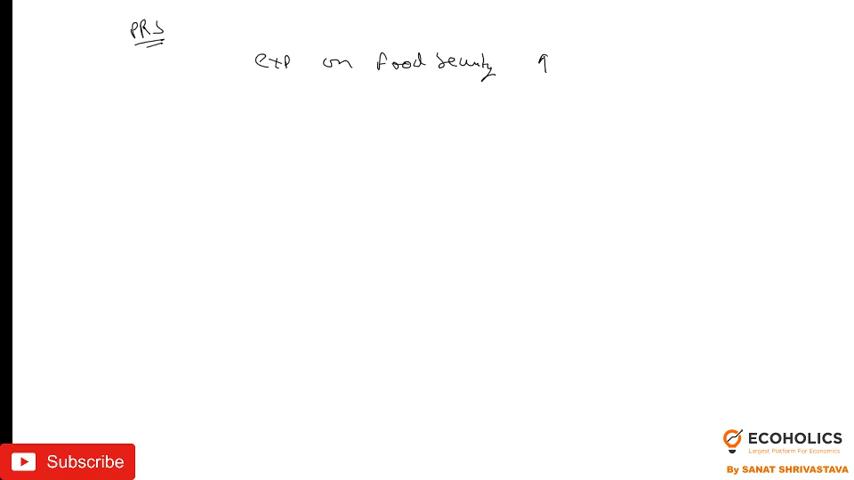 PRS
exp on food security ↑
Subscribe
ECOHOLICS
Largest Platform For Economics
By SANAT SHRIVASTAVA